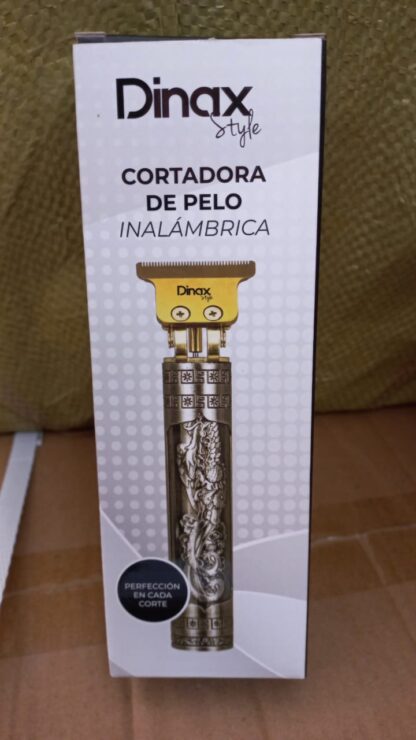 Dinax
Style
CORTADORA
DE PELO
INALÁMBRICA
Dinax
Style
PERFECCIÓN
EN CADA
CORTE